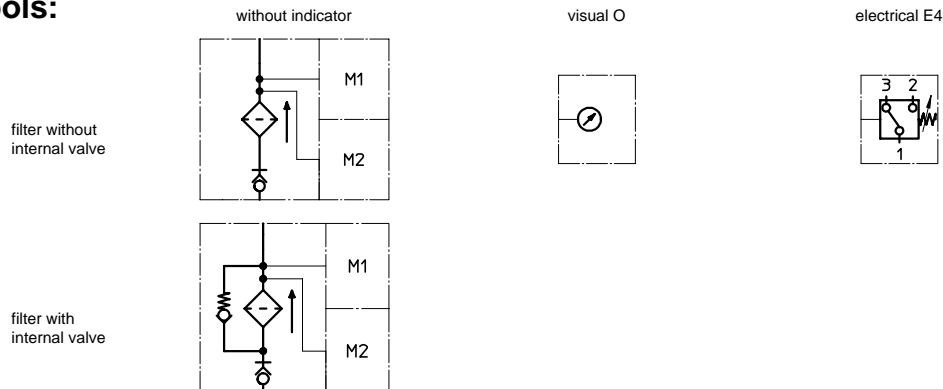 without indicator
visual O
electrical E4
filter without
internal valve
M1
M2
3 2
1
filter with
internal valve
M1
M2